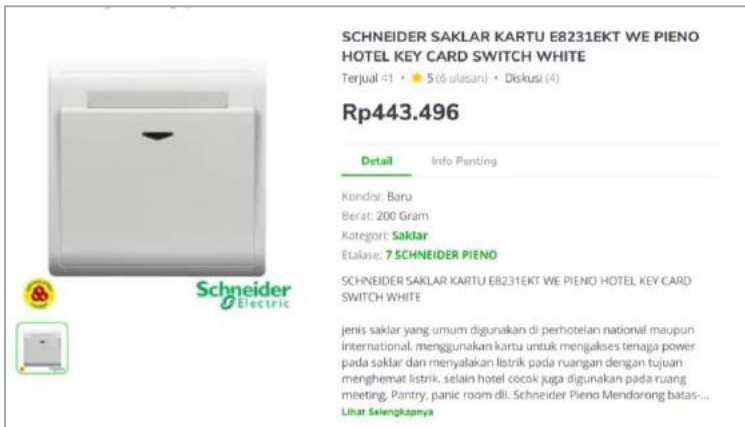 SCHNEIDER SAKLAR KARTU E8231EKT WE PIENO
HOTEL KEY CARD SWITCH WHITE
Terjual 41 • 5 (6 ulasan) • Diskusi (4)
Rp443.496
Detail Info Penting
Kondisi: Baru
Berat: 200 Gram
Kategori: Saklar
Etalase: 7 SCHNEIDER PIENO
SCHNEIDER SAKLAR KARTU E8231EKT WE PIENO HOTEL KEY CARD
SWITCH WHITE
jenis saklar yang umum digunakan di perhotelan national maupun
international. menggunakan kartu untuk mengakses tenaga power
pada saklar dan menyalakan listrik pada ruangan dengan tujuan
menghemat listrik. selain hotel cocok juga digunakan pada ruang
meeting, Pantry, panic room dll. Schneider Pieno Mendorong batas-...
Lihat Selengkapnya
Schneider
Electric